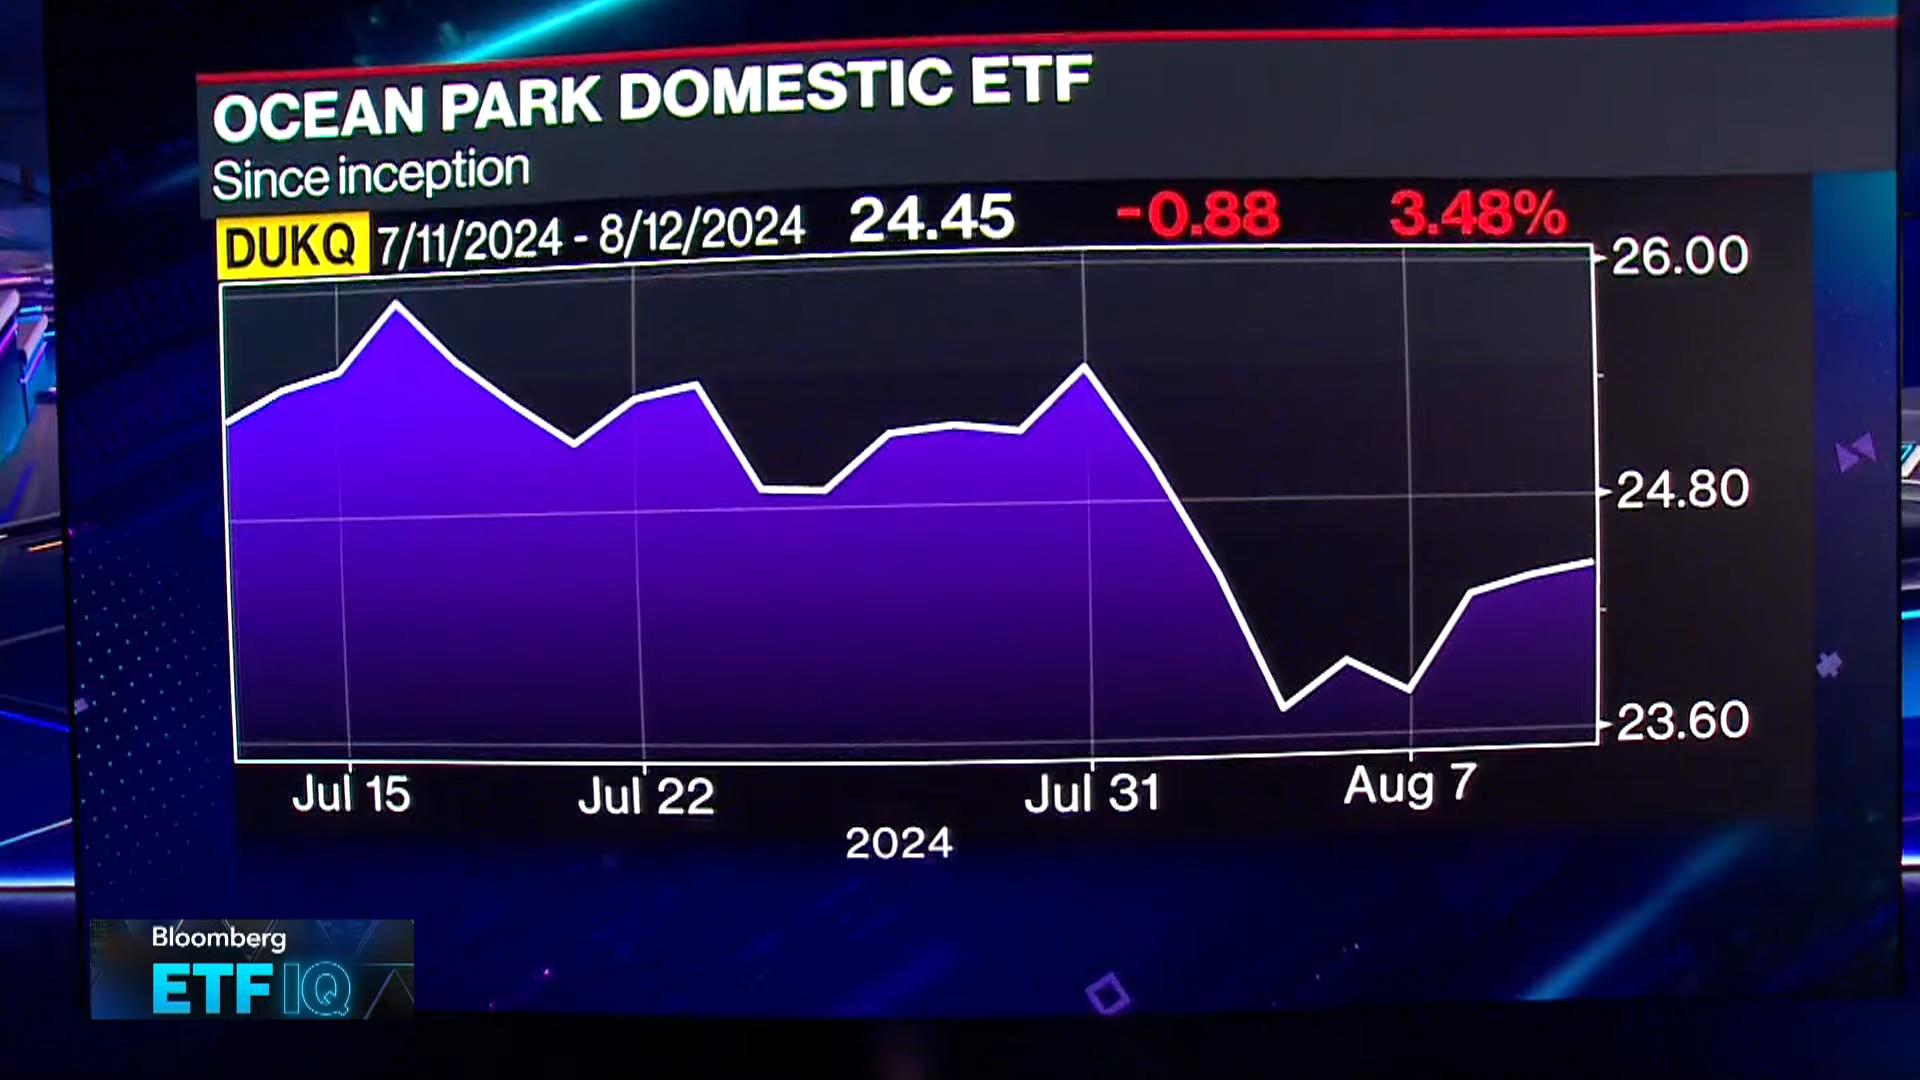 OCEAN PARK DOMESTIC ETF
Since inception
DUKQ 7/11/2024 - 8/12/2024 24.45 -0.88 3.48%
26.00
24.80
23.60
Jul 15 Jul 22 Jul 31 Aug 7
2024
Bloomberg
ETF IQ